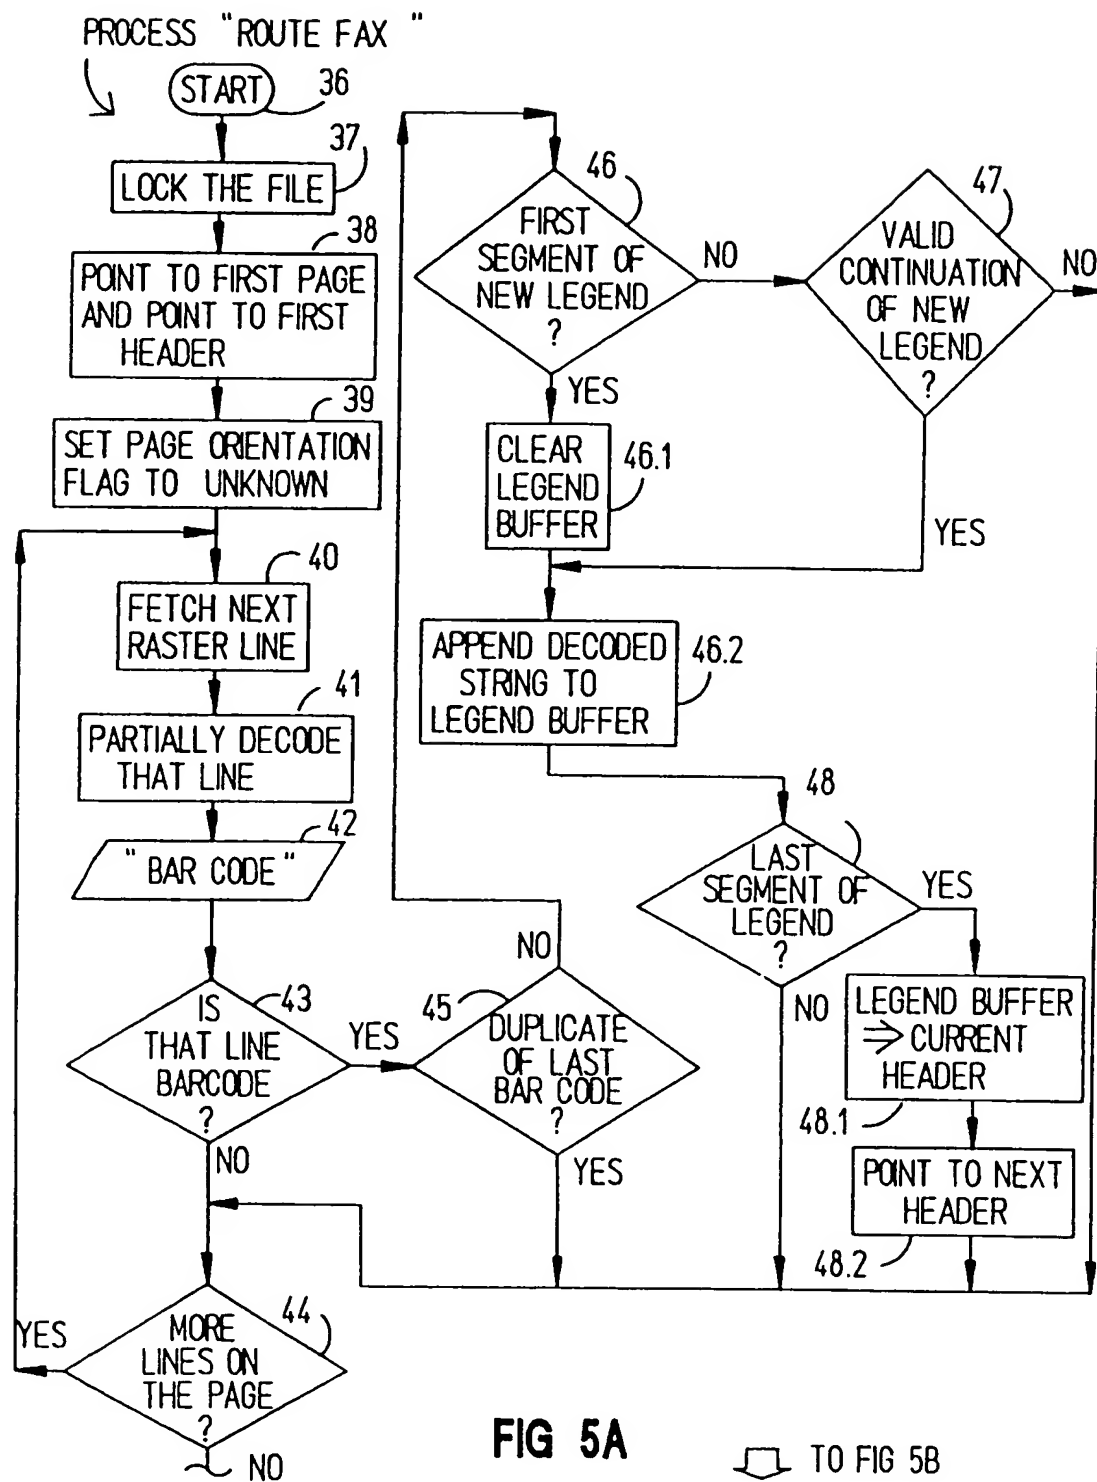 PROCESS "ROUTE FAX "
START
36
37
LOCK THE FILE
38
POINT TO FIRST PAGE
AND POINT TO FIRST
HEADER
39
SET PAGE ORIENTATION
FLAG TO UNKNOWN
40
FETCH NEXT
RASTER LINE
41
PARTIALLY DECODE
THAT LINE
42
"BAR CODE"
43
IS
THAT LINE
BARCODE
?
YES
NO
44
MORE
LINES ON
THE PAGE
?
YES
NO
45
DUPLICATE
OF LAST
BAR CODE
?
NO
YES
46
FIRST
SEGMENT OF
NEW LEGEND
?
NO
YES
47
VALID
CONTINUATION
OF NEW
LEGEND
?
NO
YES
CLEAR
LEGEND
BUFFER
46.1
APPEND DECODED
STRING TO
LEGEND BUFFER
46.2
48
LAST
SEGMENT OF
LEGEND
?
YES
NO
LEGEND BUFFER
⇒ CURRENT
HEADER
48.1
POINT TO NEXT
HEADER
48.2
FIG 5A
TO FIG 5B